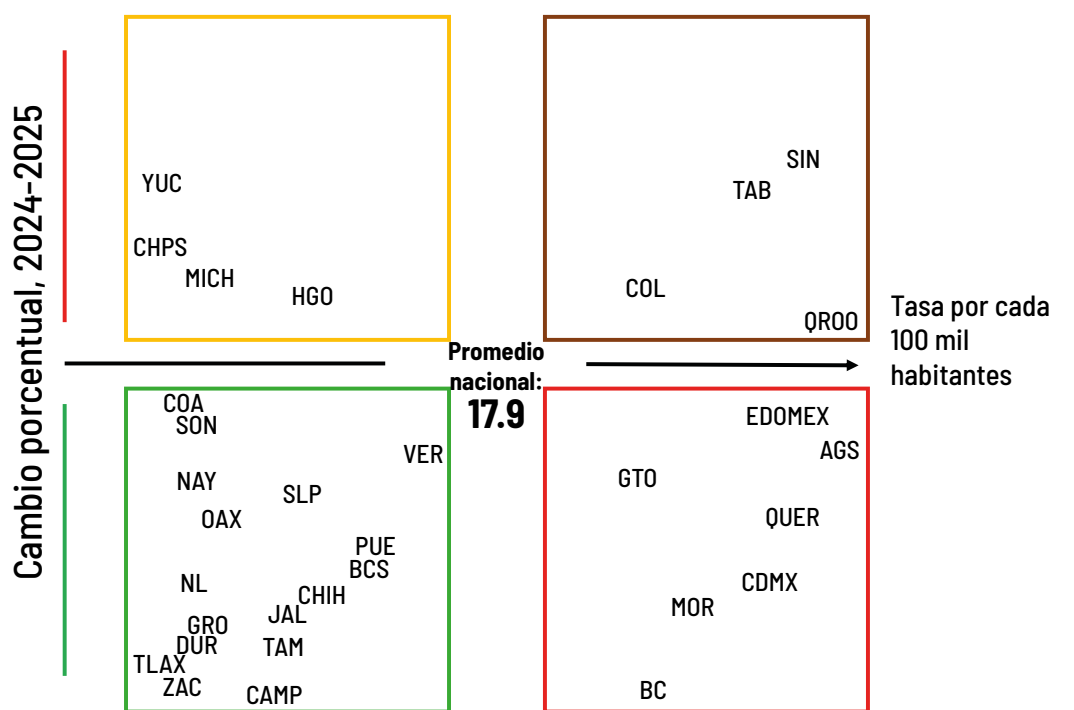 Cambio porcentual, 2024-2025
YUC
CHPS
MICH
HGO
SIN
TAB
COL
QROO
Tasa por cada
100 mil
habitantes
Promedio
nacional:
17.9
COA
SON
VER
NAY
SLP
OAX
PUE
BCS
NL
CHIH
JAL
GRO
DUR
TAM
TLAX
ZAC
CAMP
EDOMEX
AGS
GTO
QUER
CDMX
MOR
BC